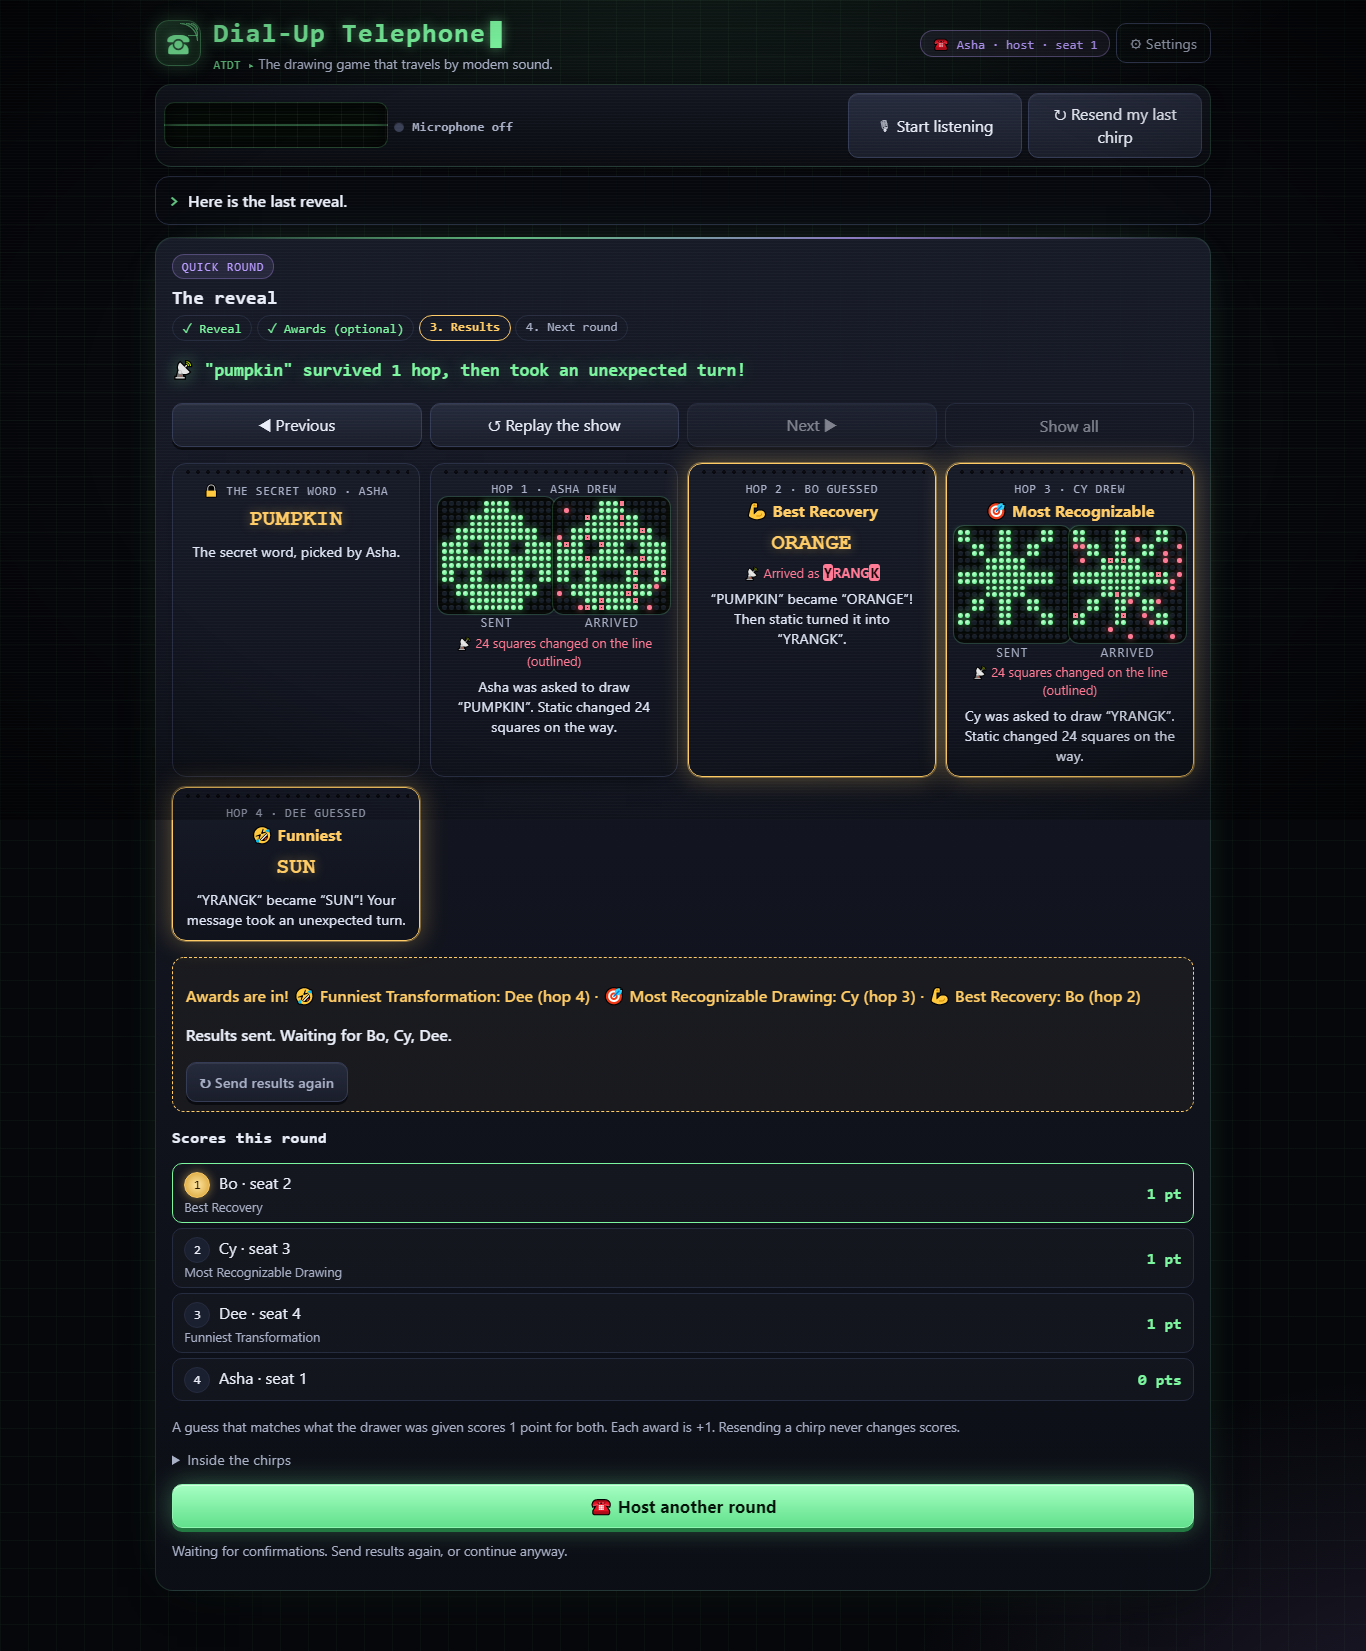 Dial-Up Telephone
ATDT ▸ The drawing game that travels by modem sound.
Asha · host · seat 1
Settings
Microphone off
Start listening
Resend my last
chirp
> Here is the last reveal.
QUICK ROUND
The reveal
✓ Reveal
✓ Awards (optional)
3. Results
4. Next round
"pumpkin" survived 1 hop, then took an unexpected turn!
◀ Previous
↺ Replay the show
Next ▶
Show all
THE SECRET WORD · ASHA
PUMPKIN
The secret word, picked by Asha.
HOP 1 · ASHA DREW
SENT
ARRIVED
24 squares changed on the line
(outlined)
Asha was asked to draw
“PUMPKIN”. Static changed 24
squares on the way.
HOP 2 · BO GUESSED
Best Recovery
ORANGE
Arrived as YRANGK
“PUMPKIN” became “ORANGE”!
Then static turned it into
“YRANGK”.
HOP 3 · CY DREW
Most Recognizable
SENT
ARRIVED
24 squares changed on the line
(outlined)
Cy was asked to draw “YRANGK”.
Static changed 24 squares on the
way.
HOP 4 · DEE GUESSED
Funniest
SUN
“YRANGK” became “SUN”! Your
message took an unexpected turn.
Awards are in! 🤣 Funniest Transformation: Dee (hop 4) · 🎯 Most Recognizable Drawing: Cy (hop 3) · 💪 Best Recovery: Bo (hop 2)
Results sent. Waiting for Bo, Cy, Dee.
↻ Send results again
Scores this round
1 Bo · seat 2
Best Recovery
1 pt
2 Cy · seat 3
Most Recognizable Drawing
1 pt
3 Dee · seat 4
Funniest Transformation
1 pt
4 Asha · seat 1
0 pts
A guess that matches what the drawer was given scores 1 point for both. Each award is +1. Resending a chirp never changes scores.
▶ Inside the chirps
Host another round
Waiting for confirmations. Send results again, or continue anyway.